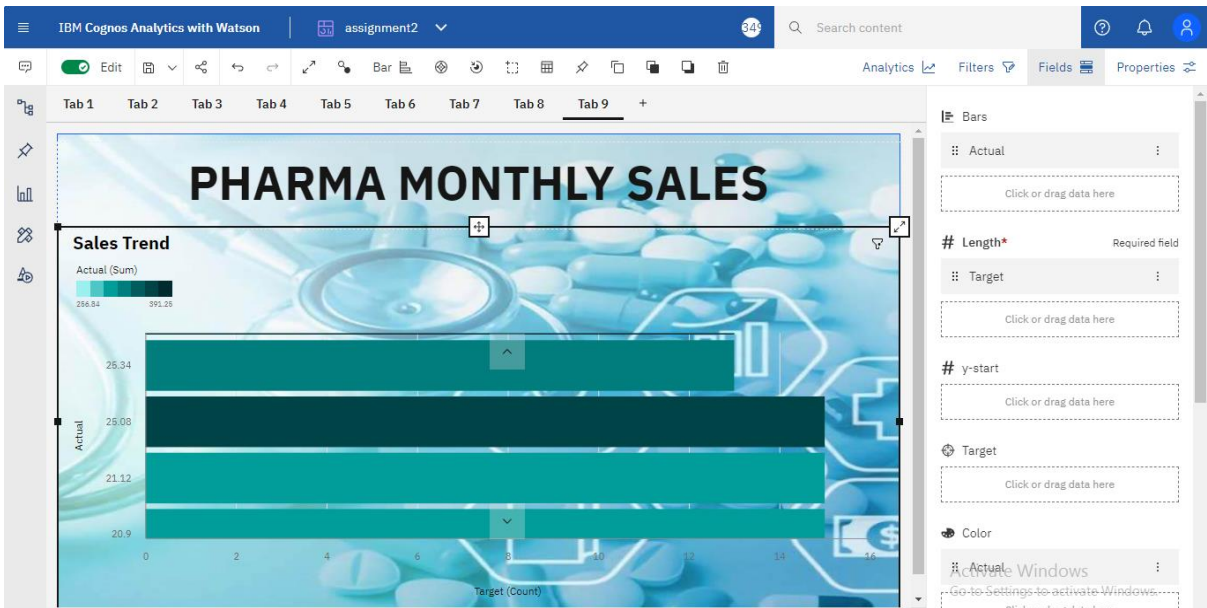 IBM Cognos Analytics with Watson
assignment2
349
Search content
Edit
Bar
Analytics
Filters
Fields
Properties
Tab 1
Tab 2
Tab 3
Tab 4
Tab 5
Tab 6
Tab 7
Tab 8
Tab 9
+
PHARMA MONTHLY SALES
Sales Trend
Actual (Sum)
256.84
391.25
25.34
25.08
21.12
20.9
Actual
0
2
4
6
8
10
12
14
16
Target (Count)
Bars
Actual
Click or drag data here
# Length*
Required field
Target
Click or drag data here
# y-start
Click or drag data here
Target
Click or drag data here
Color
Actual
Activate Windows
Go to Settings to activate Windows.